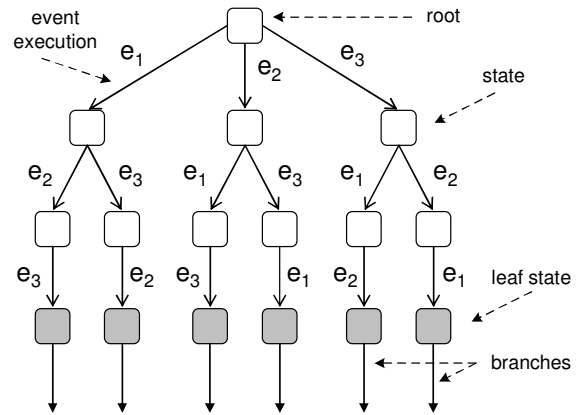 event
execution
root
e₁
e₂
e₃
state
e₂
e₃
e₁
e₃
e₁
e₂
e₃
e₂
e₃
e₁
e₂
e₁
leaf state
branches